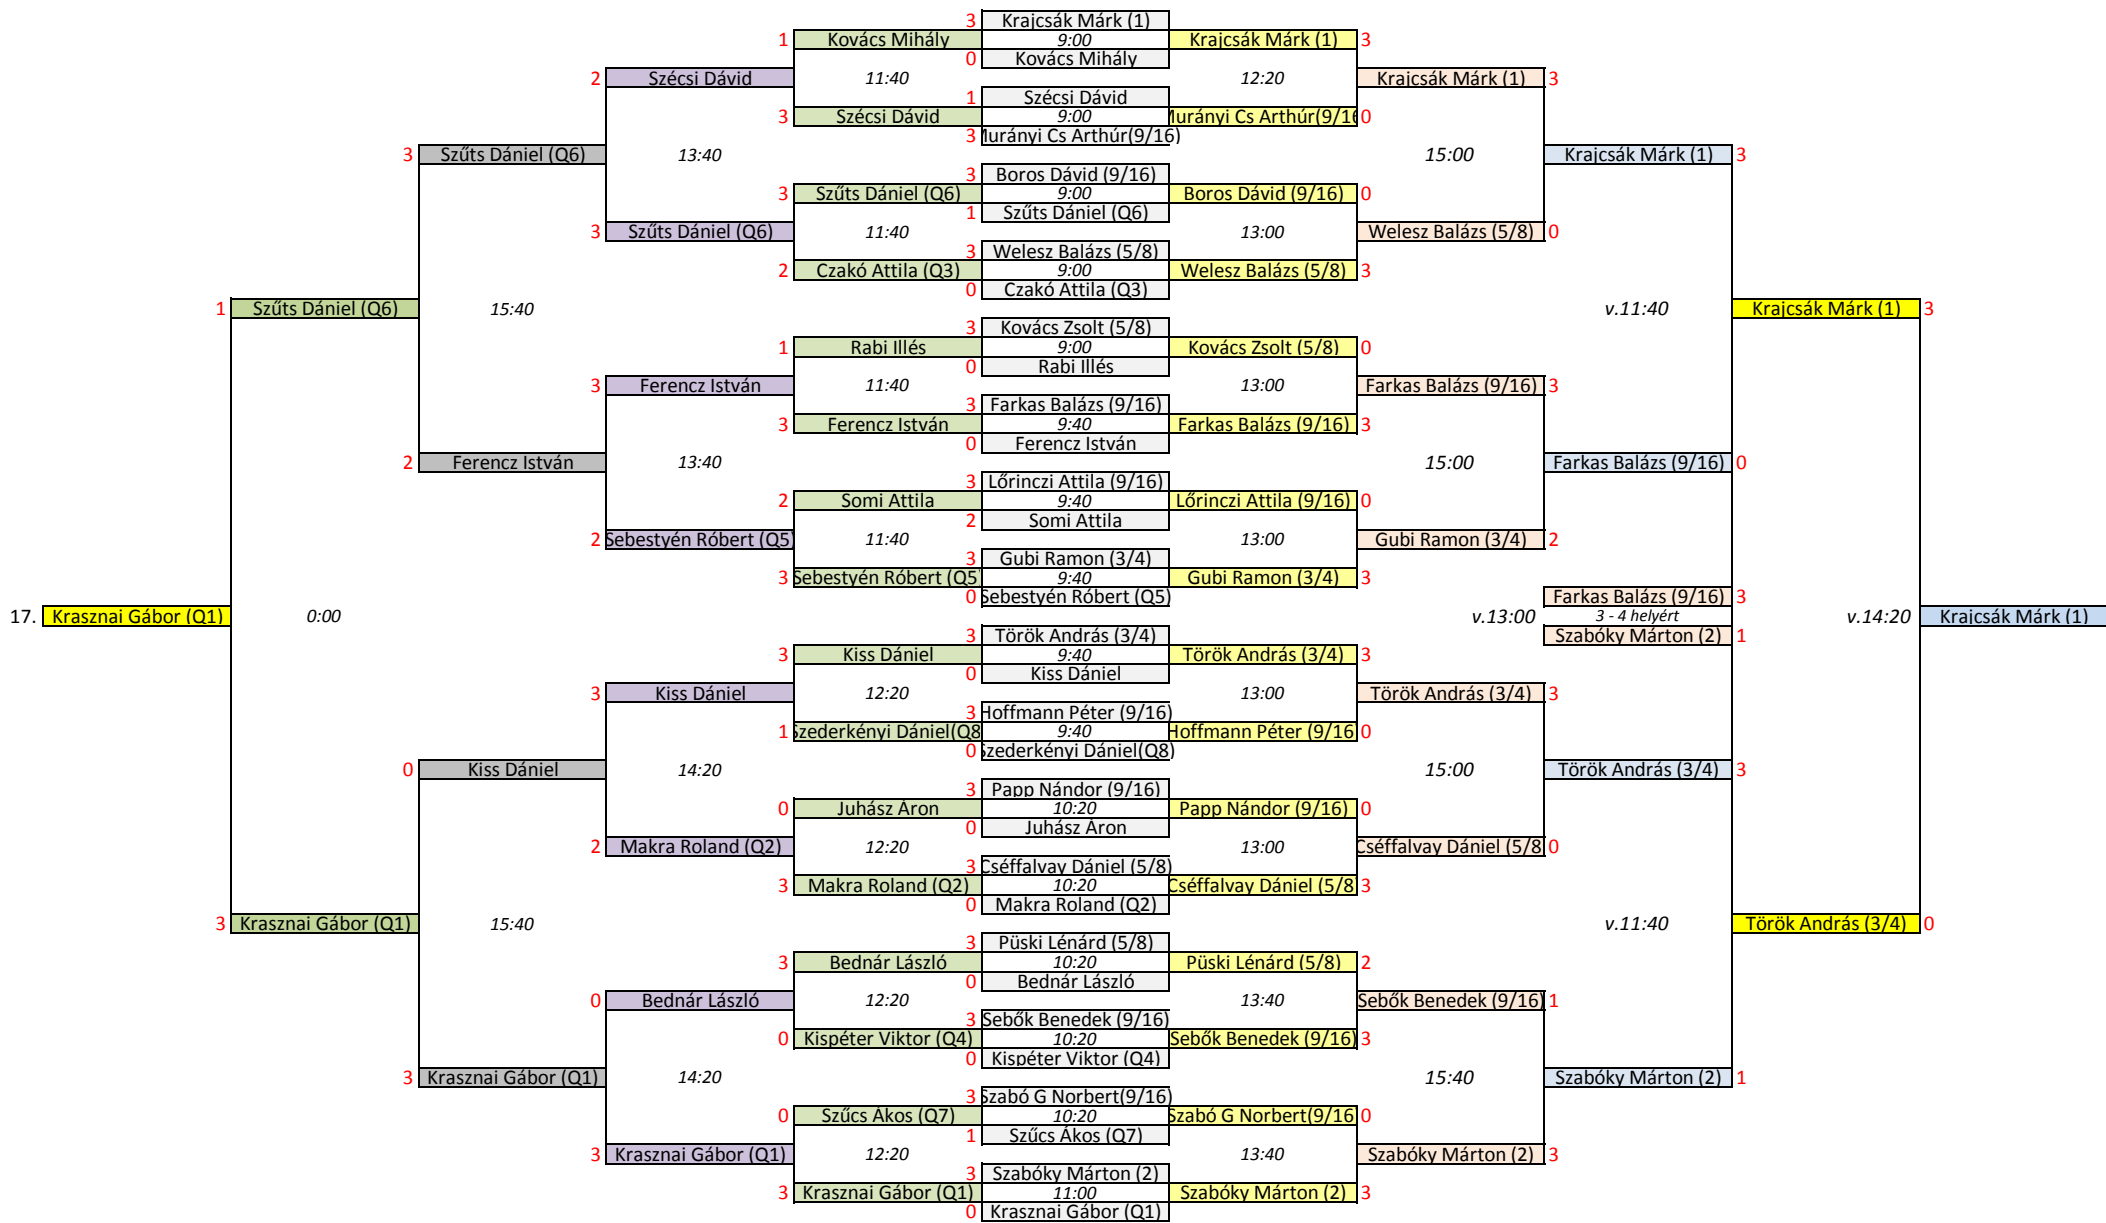 3 Krajcsák Márk (1)
1 Kovács Mihály 9:00 Krajcsák Márk (1) 3
0 Kovács Mihály
2 Szécsi Dávid 11:40 12:20 Krajcsák Márk (1) 3
1 Szécsi Dávid
3 Szécsi Dávid 9:00 Murányi Cs Arthúr(9/16 0
3 Murányi Cs Arthúr(9/16)
3 Szűts Dániel (Q6) 13:40 15:00 Krajcsák Márk (1) 3
3 Boros Dávid (9/16)
3 Szűts Dániel (Q6) 9:00 Boros Dávid (9/16) 0
1 Szűts Dániel (Q6)
3 Szűts Dániel (Q6) 11:40 13:00 Welesz Balázs (5/8) 0
3 Welesz Balázs (5/8)
2 Czakó Attila (Q3) 9:00 Welesz Balázs (5/8) 3
0 Czakó Attila (Q3)
1 Szűts Dániel (Q6) 15:40 v.11:40 Krajcsák Márk (1) 3
3 Kovács Zsolt (5/8)
1 Rabi Illés 9:00 Kovács Zsolt (5/8) 0
0 Rabi Illés
3 Ferencz István 11:40 13:00 Farkas Balázs (9/16) 3
3 Farkas Balázs (9/16)
3 Ferencz István 9:40 Farkas Balázs (9/16) 3
0 Ferencz István
2 Ferencz István 13:40 15:00 Farkas Balázs (9/16) 0
3 Lőrinczi Attila (9/16)
2 Somi Attila 9:40 Lőrinczi Attila (9/16) 0
2 Somi Attila
2 Sebestyén Róbert (Q5) 11:40 13:00 Gubi Ramon (3/4) 2
3 Gubi Ramon (3/4)
3 Sebestyén Róbert (Q5 9:40 Gubi Ramon (3/4) 3
0 Sebestyén Róbert (Q5) Farkas Balázs (9/16) 3
17. Krasznai Gábor (Q1) 0:00 v.13:00 3 - 4 helyért v.14:20 Krajcsák Márk (1)
3 Török András (3/4) Szabóky Márton (2) 1
3 Kiss Dániel 9:40 Török András (3/4) 3
0 Kiss Dániel
3 Kiss Dániel 12:20 13:00 Török András (3/4) 3
3 Hoffmann Péter (9/16)
1 Szederkényi Dániel(Q8 9:40 Hoffmann Péter (9/16 0
0 Szederkényi Dániel(Q8)
0 Kiss Dániel 14:20 15:00 Török András (3/4) 3
3 Papp Nándor (9/16)
0 Juhász Áron 10:20 Papp Nándor (9/16) 0
0 Juhász Áron
2 Makra Roland (Q2) 12:20 13:00 Cséffalvay Dániel (5/8 0
3 Cséffalvay Dániel (5/8)
3 Makra Roland (Q2) 10:20 Cséffalvay Dániel (5/8 3
0 Makra Roland (Q2)
3 Krasznai Gábor (Q1) 15:40 v.11:40 Török András (3/4) 0
3 Püski Lénárd (5/8)
3 Bednár László 10:20 Püski Lénárd (5/8) 2
0 Bednár László
0 Bednár László 12:20 13:40 Sebők Benedek (9/16) 1
3 Sebők Benedek (9/16)
0 Kispéter Viktor (Q4) 10:20 Sebők Benedek (9/16) 3
0 Kispéter Viktor (Q4)
3 Krasznai Gábor (Q1) 14:20 15:40 Szabóky Márton (2) 1
3 Szabó G Norbert(9/16)
0 Szűcs Ákos (Q7) 10:20 Szabó G Norbert(9/16 0
1 Szűcs Ákos (Q7)
3 Krasznai Gábor (Q1) 12:20 13:40 Szabóky Márton (2) 3
3 Szabóky Márton (2)
3 Krasznai Gábor (Q1) 11:00 Szabóky Márton (2) 3
0 Krasznai Gábor (Q1)